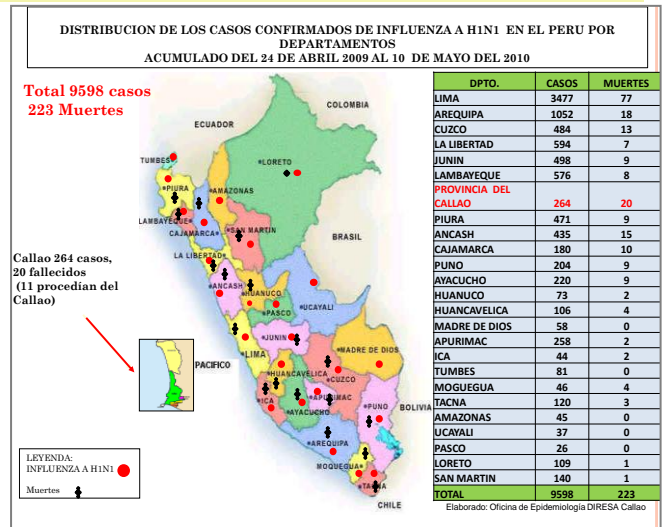 DISTRIBUCION DE LOS CASOS CONFIRMADOS DE INFLUENZA A H1N1 EN EL PERU POR
DEPARTAMENTOS
ACUMULADO DEL 24 DE ABRIL 2009 AL 10 DE MAYO DEL 2010
Total 9598 casos
223 Muertes
COLOMBIA
ECUADOR
TUMBES
LORETO
PIURA
AMAZONAS
LAMBAYEQUE
CAJAMARCA
SAN MARTIN
BRASIL
LA LIBERTAD
ANCASH
HUANUCO
UCAYALI
PASCO
JUNIN
LIMA
MADRE DE DIOS
PACIFICO
HUANCAVELICA
CUZCO
ICA
APURIMAC
AYACUCHO
PUNO
BOLIVIA
AREQUIPA
MOQUEGUA
TACNA
CHILE
Callao 264 casos,
20 fallecidos
(11 procedían del
Callao)
LEYENDA:
INFLUENZA A H1N1
Muertes
DPTO. CASOS MUERTES
LIMA 3477 77
AREQUIPA 1052 18
CUZCO 484 13
LA LIBERTAD 594 7
JUNIN 498 9
LAMBAYEQUE 576 8
PROVINCIA DEL
CALLAO 264 20
PIURA 471 9
ANCASH 435 15
CAJAMARCA 180 10
PUNO 204 9
AYACUCHO 220 9
HUANUCO 73 2
HUANCAVELICA 106 4
MADRE DE DIOS 58 0
APURIMAC 258 2
ICA 44 2
TUMBES 81 0
MOGUEGUA 46 4
TACNA 120 3
AMAZONAS 45 0
UCAYALI 37 0
PASCO 26 0
LORETO 109 1
SAN MARTIN 140 1
TOTAL 9598 223
Elaborado: Oficina de Epidemiología DIRESA Callao